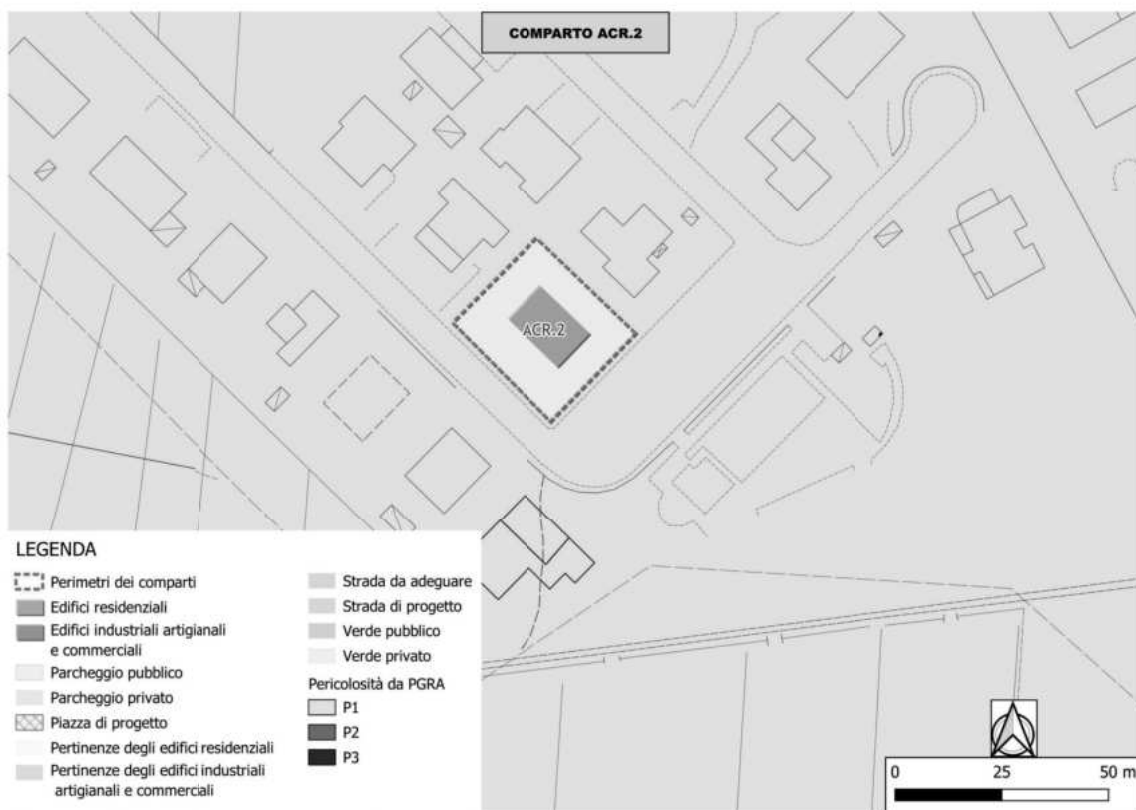 COMPARTO ACR.2
ACR.2
LEGENDA
Perimetri dei comparti
Edifici residenziali
Edifici industriali artigianali
e commerciali
Parcheggio pubblico
Parcheggio privato
Piazza di progetto
Pertinenze degli edifici residenziali
Pertinenze degli edifici industriali
artigianali e commerciali
Strada da adeguare
Strada di progetto
Verde pubblico
Verde privato
Pericolosità da PGRA
P1
P2
P3
0 25 50 m